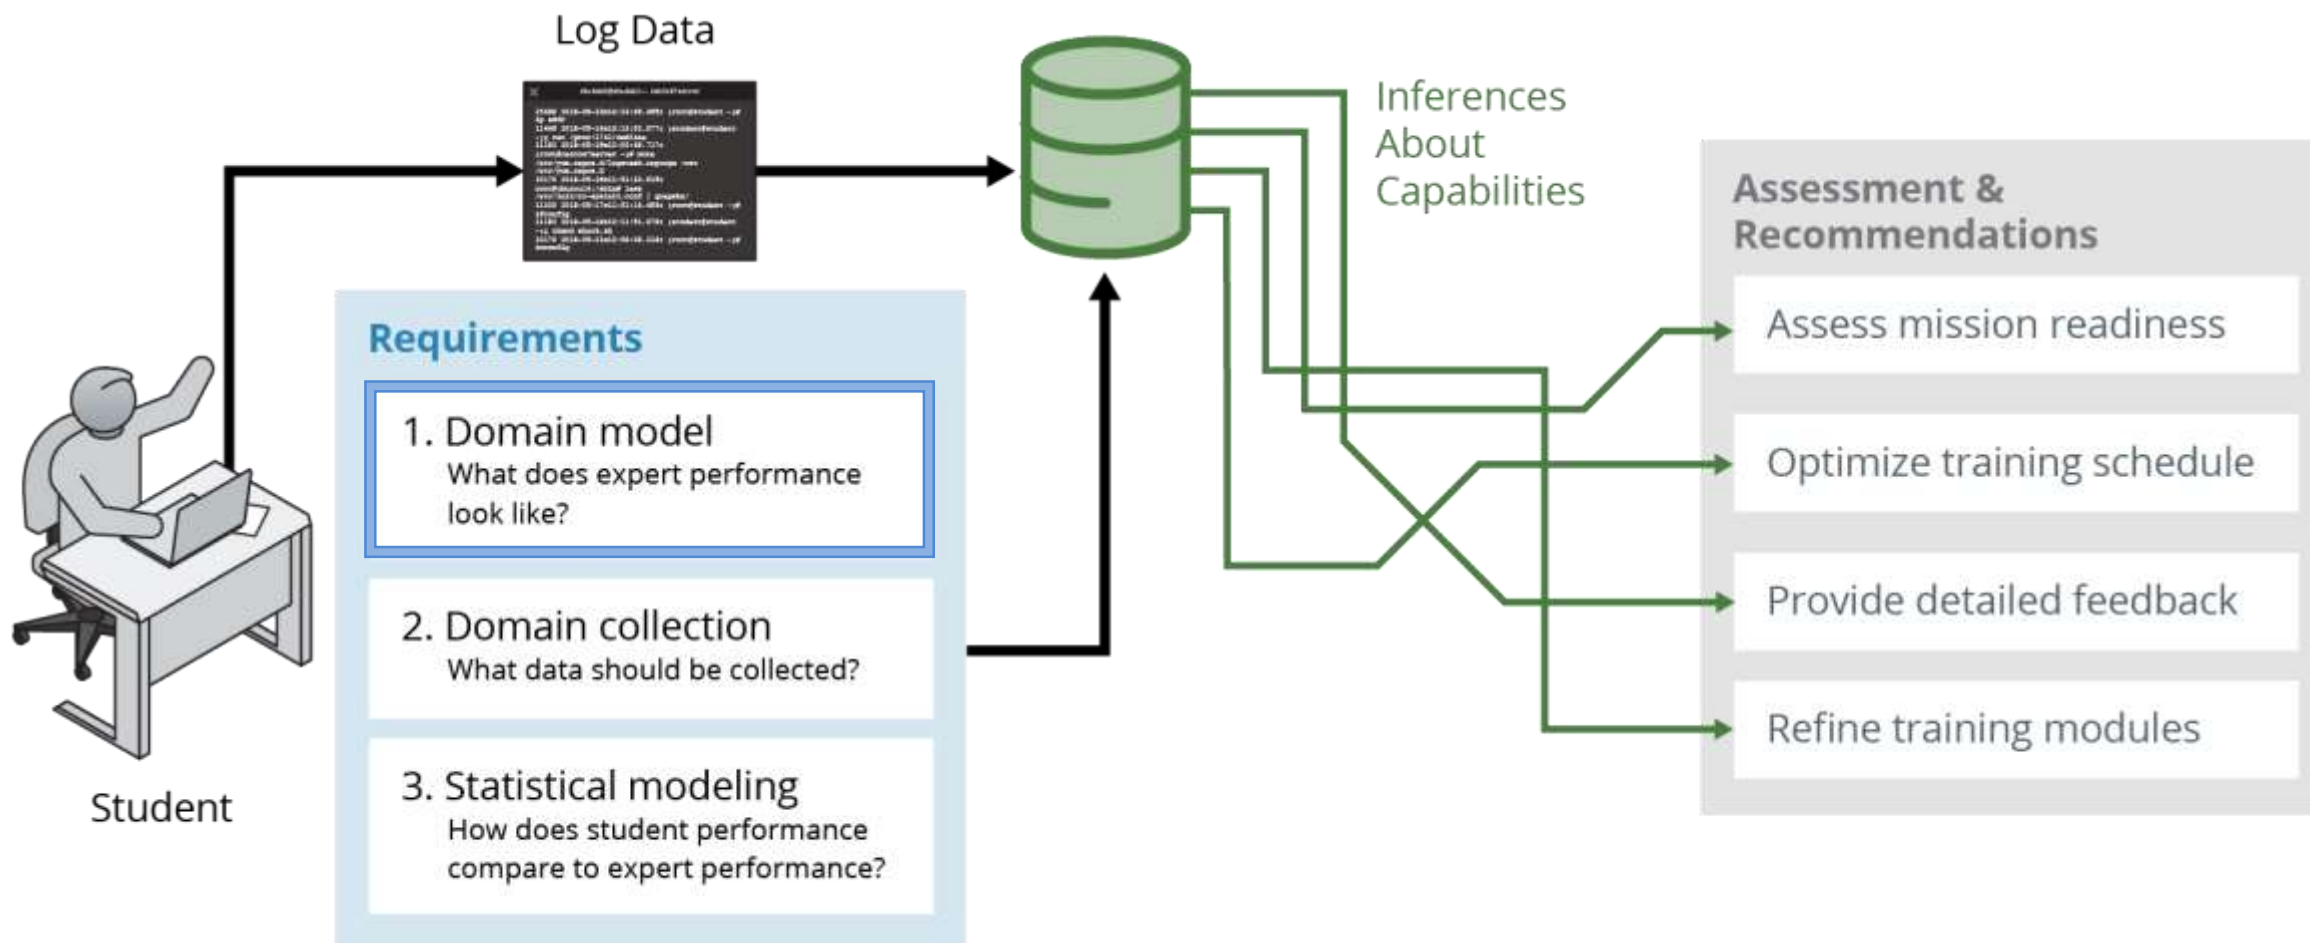 Log Data
Inferences
About
Capabilities
Requirements
1. Domain model
What does expert performance
look like?
2. Domain collection
What data should be collected?
3. Statistical modeling
How does student performance
compare to expert performance?
Student
Assessment &
Recommendations
Assess mission readiness
Optimize training schedule
Provide detailed feedback
Refine training modules